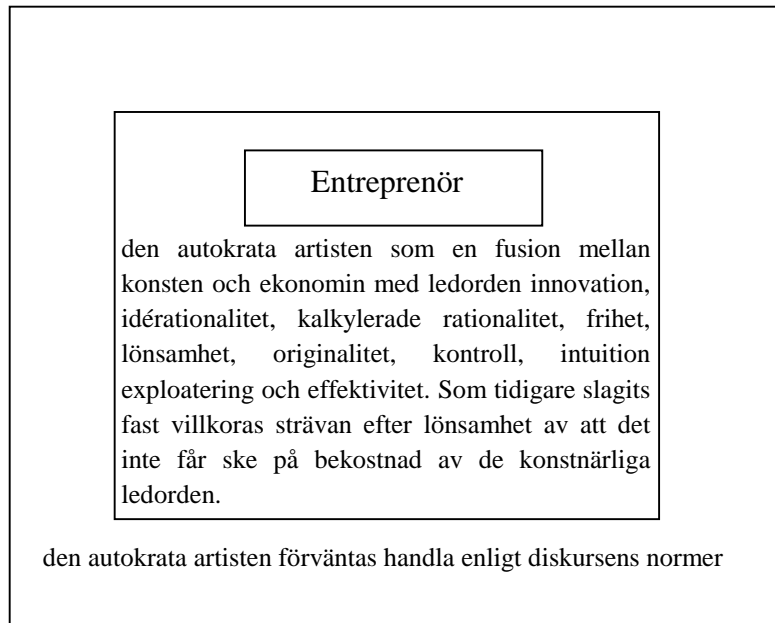 Entreprenör
den autokrata artisten som en fusion mellan
konsten och ekonomin med ledorden innovation,
idérationalitet, kalkylerade rationalitet, frihet,
lönsamhet, originalitet, kontroll, intuition
exploatering och effektivitet. Som tidigare slagits
fast villkoras strävan efter lönsamhet av att det
inte får ske på bekostnad av de konstnärliga
ledorden.
den autokrata artisten förväntas handla enligt diskursens normer